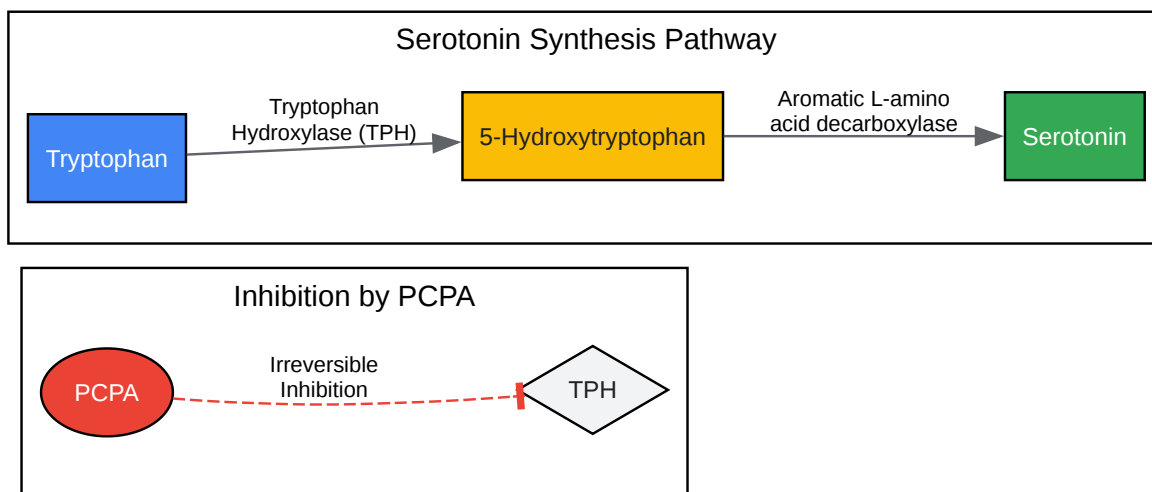 Serotonin Synthesis Pathway
Tryptophan
Tryptophan
Hydroxylase (TPH)
5-Hydroxytryptophan
Aromatic L-amino
acid decarboxylase
Serotonin
Inhibition by PCPA
PCPA
Irreversible
Inhibition
TPH